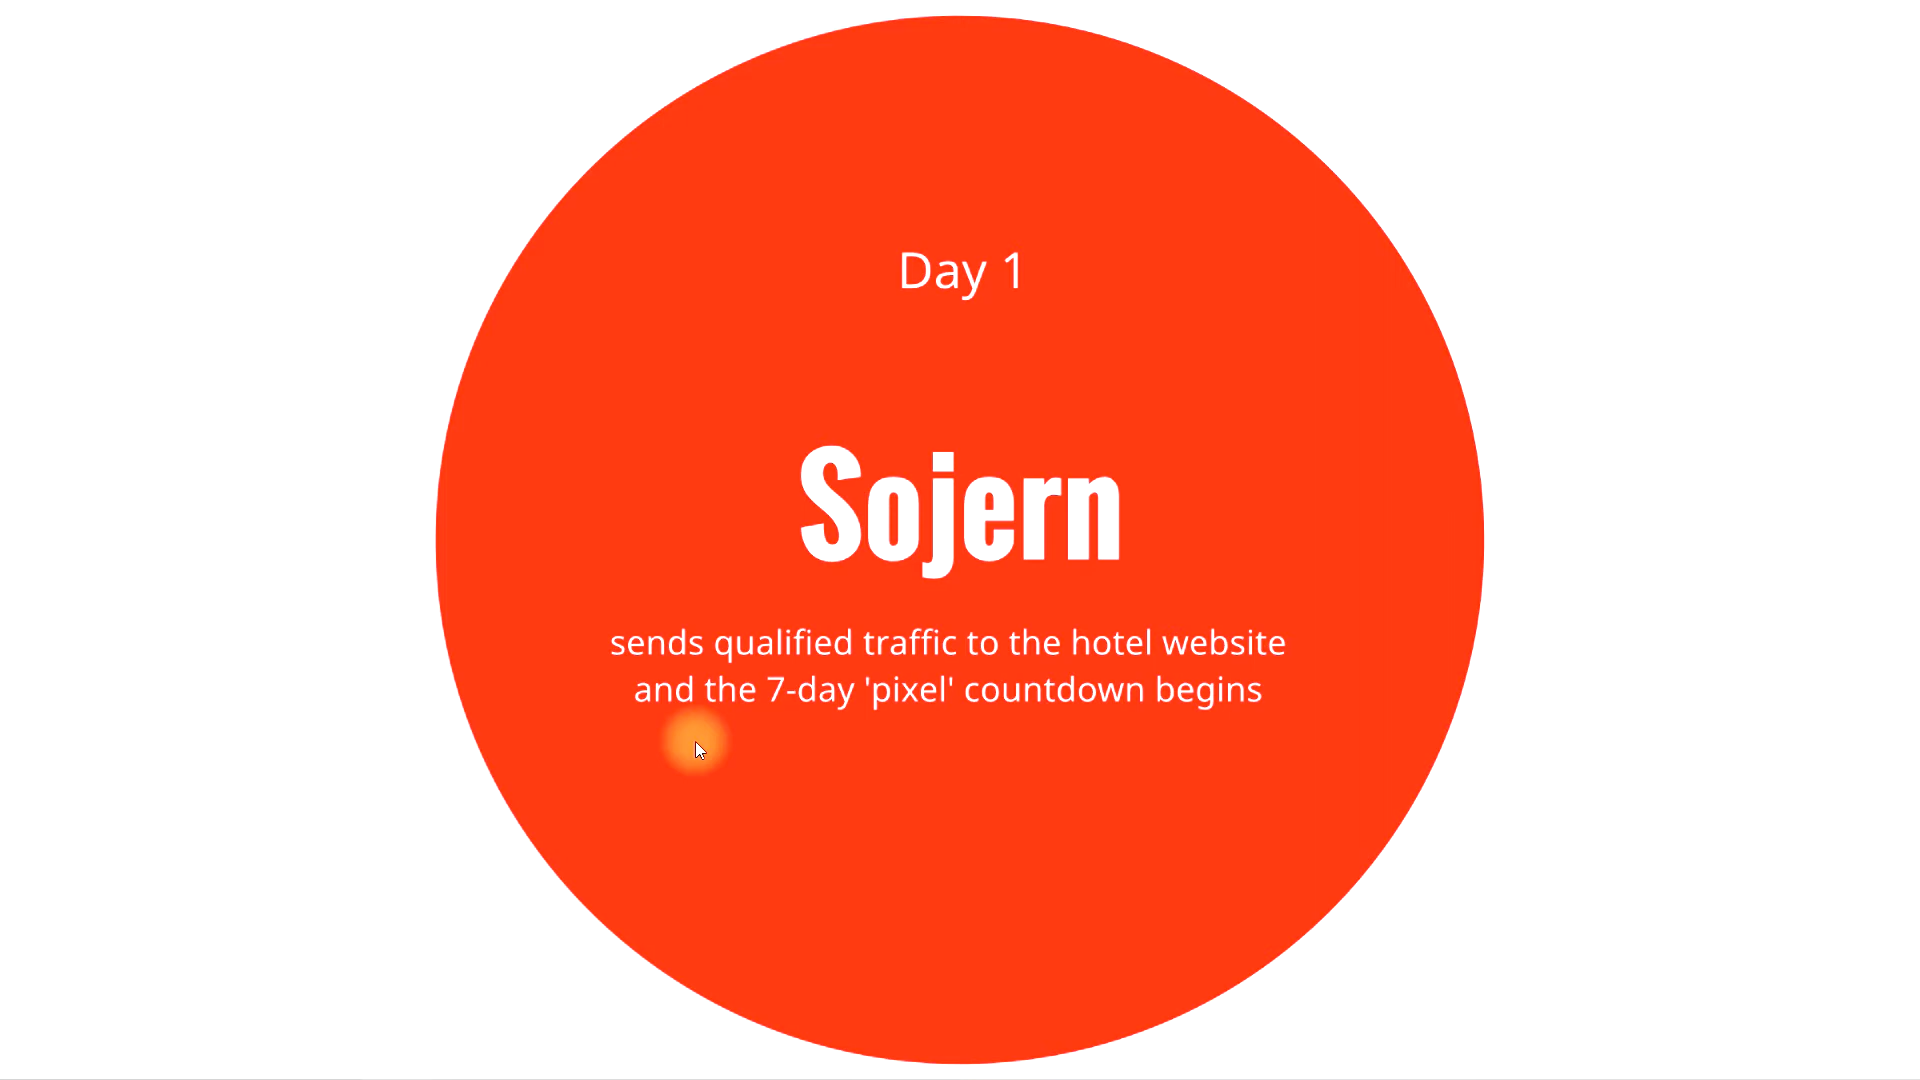 Day 1
Sojern
sends qualified traffic to the hotel website
and the 7-day 'pixel' countdown begins